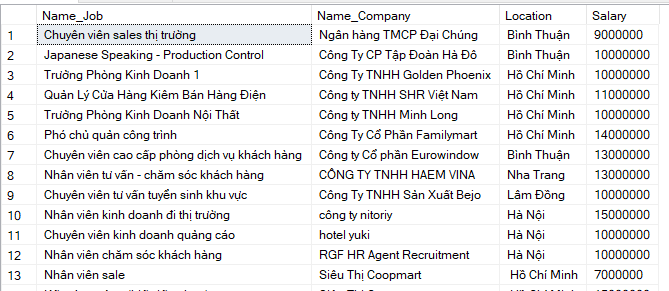 Name_Job Name_Company Location Salary
1 Chuyên viên sales thị trường Ngân hàng TMCP Đại Chúng Bình Thuận 9000000
2 Japanese Speaking - Production Control Công Ty CP Tập Đoàn Hà Đô Bình Thuận 10000000
3 Trưởng Phòng Kinh Doanh 1 Công Ty TNHH Golden Phoenix Hồ Chí Minh 10000000
4 Quản Lý Cửa Hàng Kiêm Bán Hàng Điện Công ty TNHH SHR Việt Nam Hồ Chí Minh 11000000
5 Trưởng Phòng Kinh Doanh Nội Thất Công ty TNHH Minh Long Hồ Chí Minh 10000000
6 Phó chủ quản công trình Công Ty Cổ Phần Familymart Hồ Chí Minh 14000000
7 Chuyên viên cao cấp phòng dịch vụ khách hàng Công ty Cổ phần Eurowindow Bình Thuận 13000000
8 Nhân viên tư vấn - chăm sóc khách hàng CÔNG TY TNHH HAEM VINA Nha Trang 13000000
9 Chuyên viên tư vấn tuyển sinh khu vực Công Ty TNHH Sản Xuất Bejo Lâm Đồng 10000000
10 Nhân viên kinh doanh đi thị trường công ty nitoriy Hà Nội 15000000
11 Chuyên viên kinh doanh quảng cáo hotel yuki Hà Nội 10000000
12 Nhân viên chăm sóc khách hàng RGF HR Agent Recruitment Hà Nội 10000000
13 Nhân viên sale Siêu Thị Coopmart Hồ Chí Minh 7000000